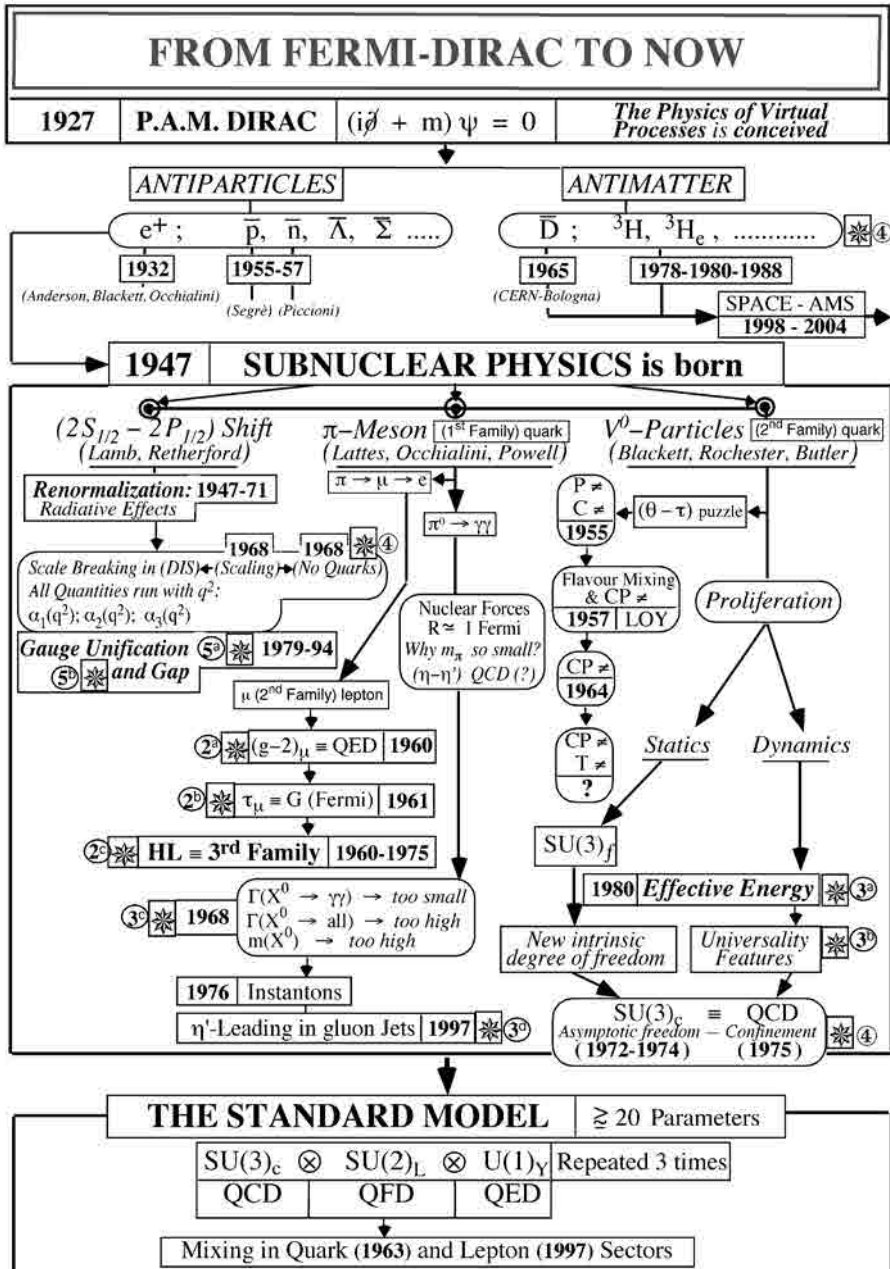 FROM FERMI-DIRAC TO NOW
1927 P.A.M. DIRAC (i∂̸ + m) ψ = 0 The Physics of Virtual
Processes is conceived
ANTIPARTICLES ANTIMATTER
e⁺ ; p̅, n̅, Λ̅, Σ̅ ..... D̅ ; ³H, ³Hₑ, ............ ④
1932 1955-57 1965 1978-1980-1988
(Anderson, Blackett, Occhialini) (Segrè) (Piccioni) (CERN-Bologna)
SPACE - AMS
1998 - 2004
1947 SUBNUCLEAR PHYSICS is born
(2S₁/₂ – 2P₁/₂) Shift
(Lamb, Retherford)
π–Meson (1st Family) quark
(Lattes, Occhialini, Powell)
V⁰–Particles (2nd Family) quark
(Blackett, Rochester, Butler)
Renormalization: 1947-71
Radiative Effects
1968 1968 ④
Scale Breaking in (DIS) (Scaling) (No Quarks)
All Quantities run with q²:
α₁(q²); α₂(q²); α₃(q²)
Gauge Unification 5a 1979-94
5b and Gap
π → μ → e
π⁰ → γγ
Nuclear Forces
R ≃ 1 Fermi
Why mπ so small?
(η–η') QCD (?)
μ (2nd Family) lepton
2a (g–2)μ ≡ QED 1960
2b τμ ≡ G (Fermi) 1961
2c HL ≡ 3rd Family 1960-1975
3c 1968
Γ(X⁰ → γγ) → too small
Γ(X⁰ → all) → too high
m(X⁰) → too high
1976 Instantons
η'-Leading in gluon Jets 1997 3d
P ≠
C ≠
1955
(θ – τ) puzzle
Flavour Mixing
& CP ≠
1957 LOY
CP ≠
1964
CP ≠
T ≠
?
Proliferation
Statics Dynamics
SU(3)f
1980 Effective Energy 3a
New intrinsic
degree of freedom
Universality
Features 3b
SU(3)c ≡ QCD
Asymptotic freedom – Confinement ④
(1972-1974) (1975)
THE STANDARD MODEL ≳ 20 Parameters
SU(3)c ⊗ SU(2)L ⊗ U(1)Y Repeated 3 times
QCD QFD QED
Mixing in Quark (1963) and Lepton (1997) Sectors